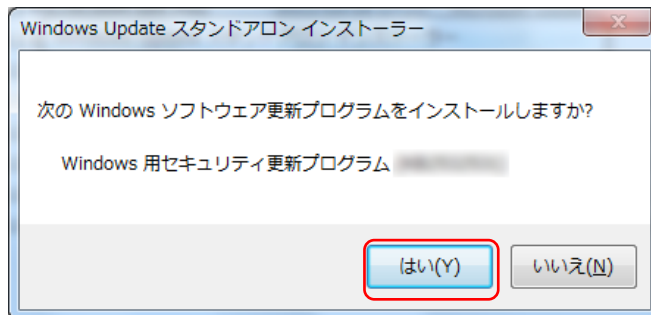 Windows Update スタンドアロン インストーラー
次の Windows ソフトウェア更新プログラムをインストールしますか?
Windows 用セキュリティ更新プログラム
はい(Y)
いいえ(N)